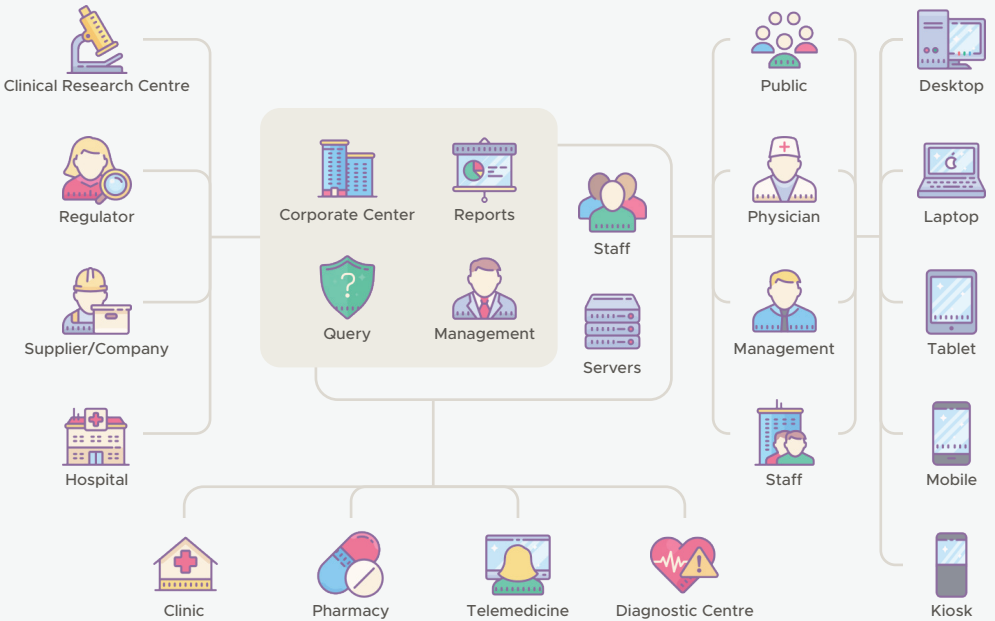 Clinical Research Centre
Regulator
Supplier/Company
Hospital
Corporate Center
Reports
Query
Management
Staff
Servers
Public
Physician
Management
Staff
Desktop
Laptop
Tablet
Mobile
Kiosk
Clinic
Pharmacy
Telemedicine
Diagnostic Centre